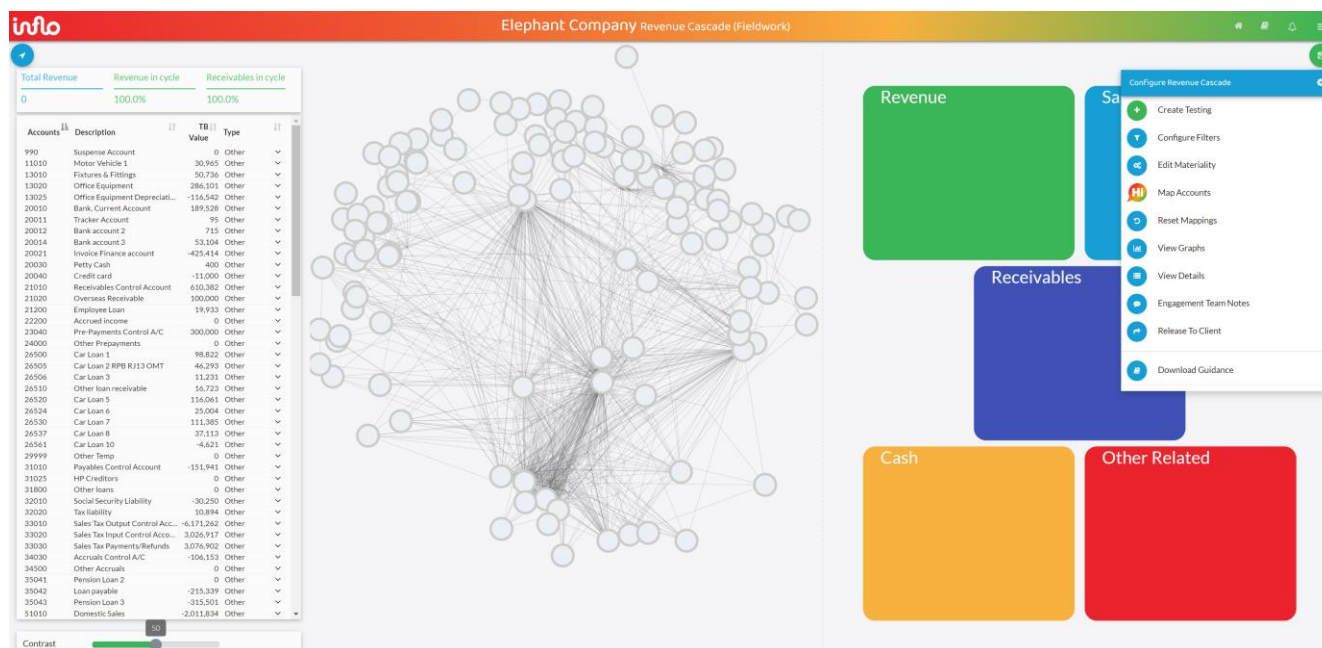 inflo
Elephant Company Revenue Cascade (Fieldwork)
Total Revenue Revenue in cycle Receivables in cycle
0 100.0% 100.0%
Accounts Description TB Value Type
990 Suspense Account 0 Other
11010 Motor Vehicle 1 30,965 Other
13010 Fixtures & Fittings 50,736 Other
13020 Office Equipment 286,101 Other
13025 Office Equipment Depreciati... -116,542 Other
20010 Bank, Current Account 189,528 Other
20011 Tracker Account 95 Other
20012 Bank account 2 715 Other
20014 Bank account 3 53,104 Other
20021 Invoice Finance account -425,414 Other
20030 Petty Cash 400 Other
20040 Credit card -11,000 Other
21010 Receivables Control Account 610,382 Other
21020 Overseas Receivable 100,000 Other
21200 Employee Loan 19,933 Other
22200 Accrued income 0 Other
23040 Pre-Payments Control A/C 300,000 Other
24000 Other Prepayments 0 Other
26500 Car Loan 1 98,822 Other
26505 Car Loan 2 RPB RJ13 OMT 46,293 Other
26506 Car Loan 3 11,231 Other
26510 Other loan receivable 16,723 Other
26520 Car Loan 5 116,061 Other
26524 Car Loan 6 25,004 Other
26530 Car Loan 7 111,385 Other
26537 Car Loan 8 37,113 Other
26561 Car Loan 10 -4,621 Other
29999 Other Temp 0 Other
31010 Payables Control Account -151,941 Other
31025 HP Creditors 0 Other
31800 Other loans 0 Other
32010 Social Security Liability -30,250 Other
32020 Tax liability 10,894 Other
33010 Sales Tax Output Control Acc... -6,171,262 Other
33020 Sales Tax Input Control Acco... 3,026,917 Other
33030 Sales Tax Payments/Refunds 3,076,902 Other
34030 Accruals Control A/C -106,153 Other
34500 Other Accruals 0 Other
35041 Pension Loan 2 0 Other
35042 Loan payable -215,339 Other
35043 Pension Loan 3 -315,501 Other
51010 Domestic Sales -2,011,834 Other
50
Contrast
Revenue
Sa
Receivables
Cash
Other Related
Configure Revenue Cascade
Create Testing
Configure Filters
Edit Materiality
Hi Map Accounts
Reset Mappings
View Graphs
View Details
Engagement Team Notes
Release To Client
Download Guidance